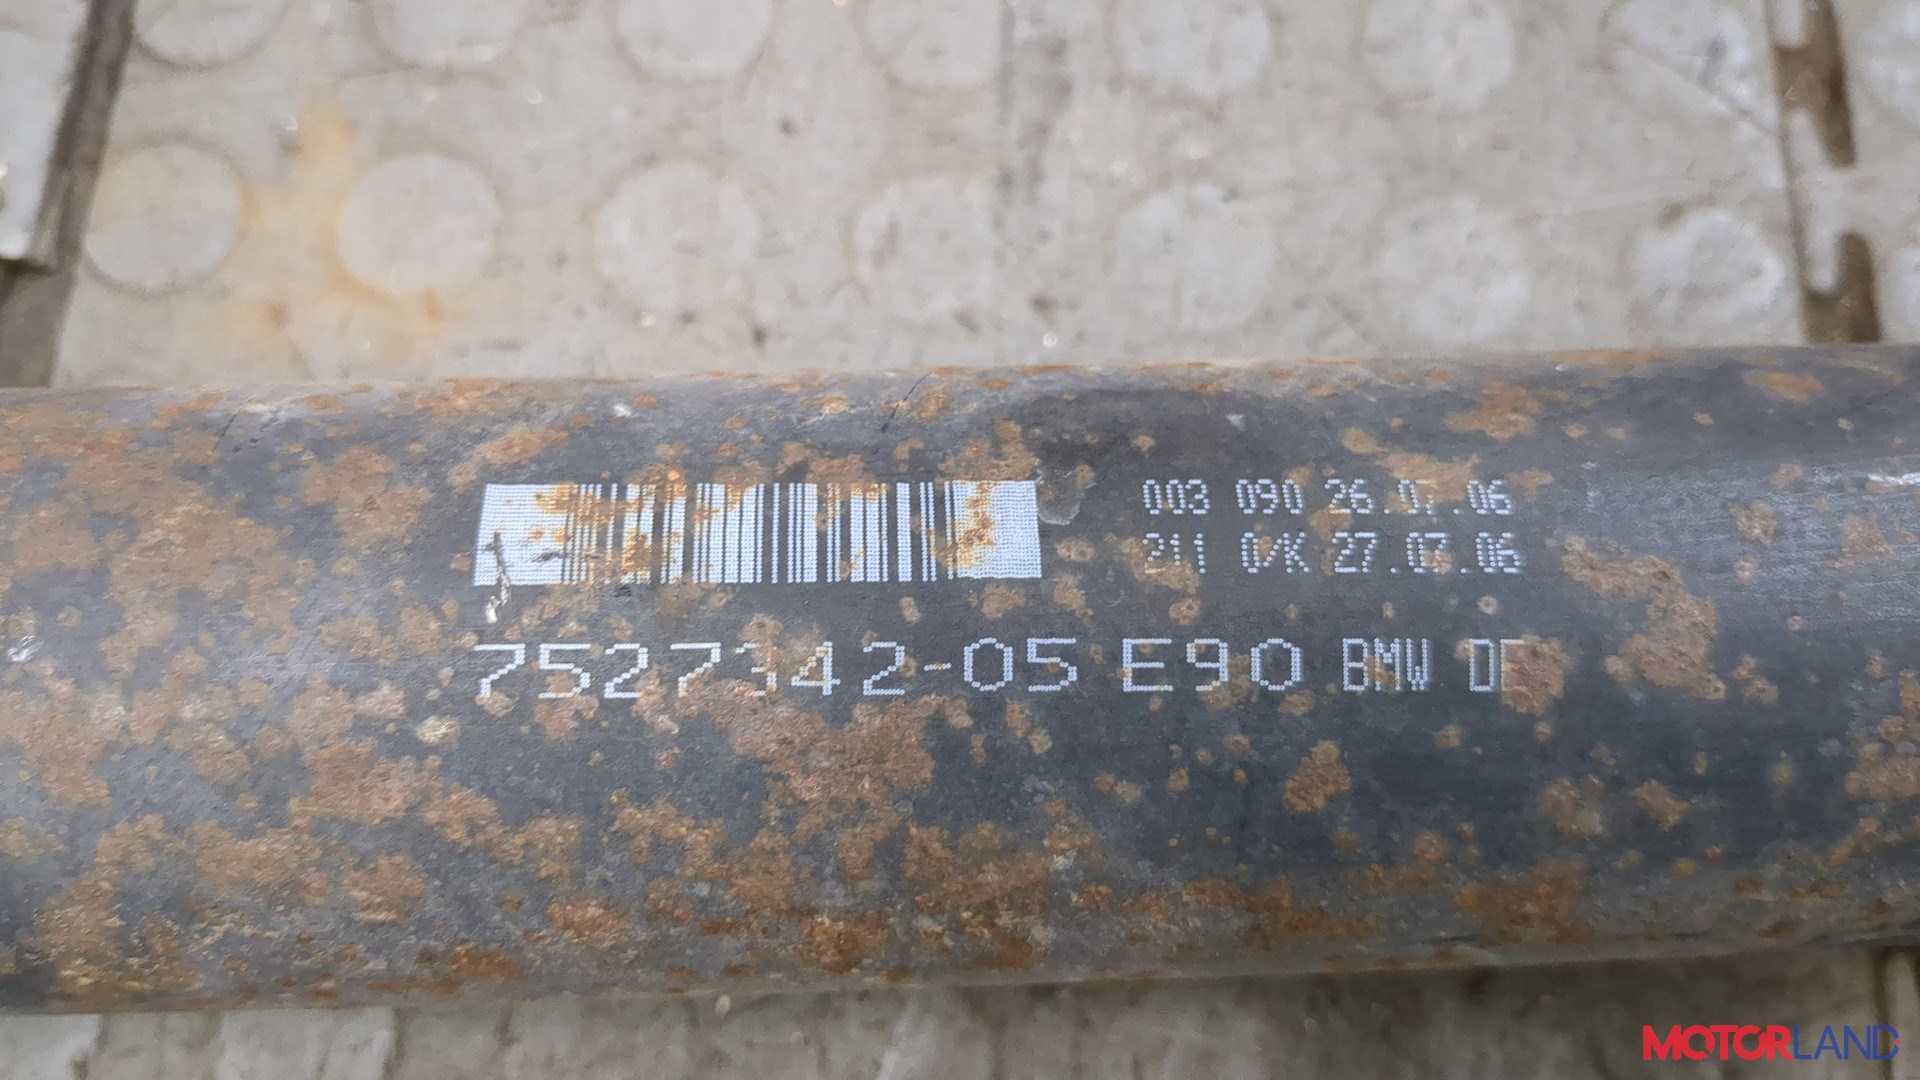 003 090 26.07.06
211 0/K 27.07.06
7527342-05 E90 BMW
MOTORLAND